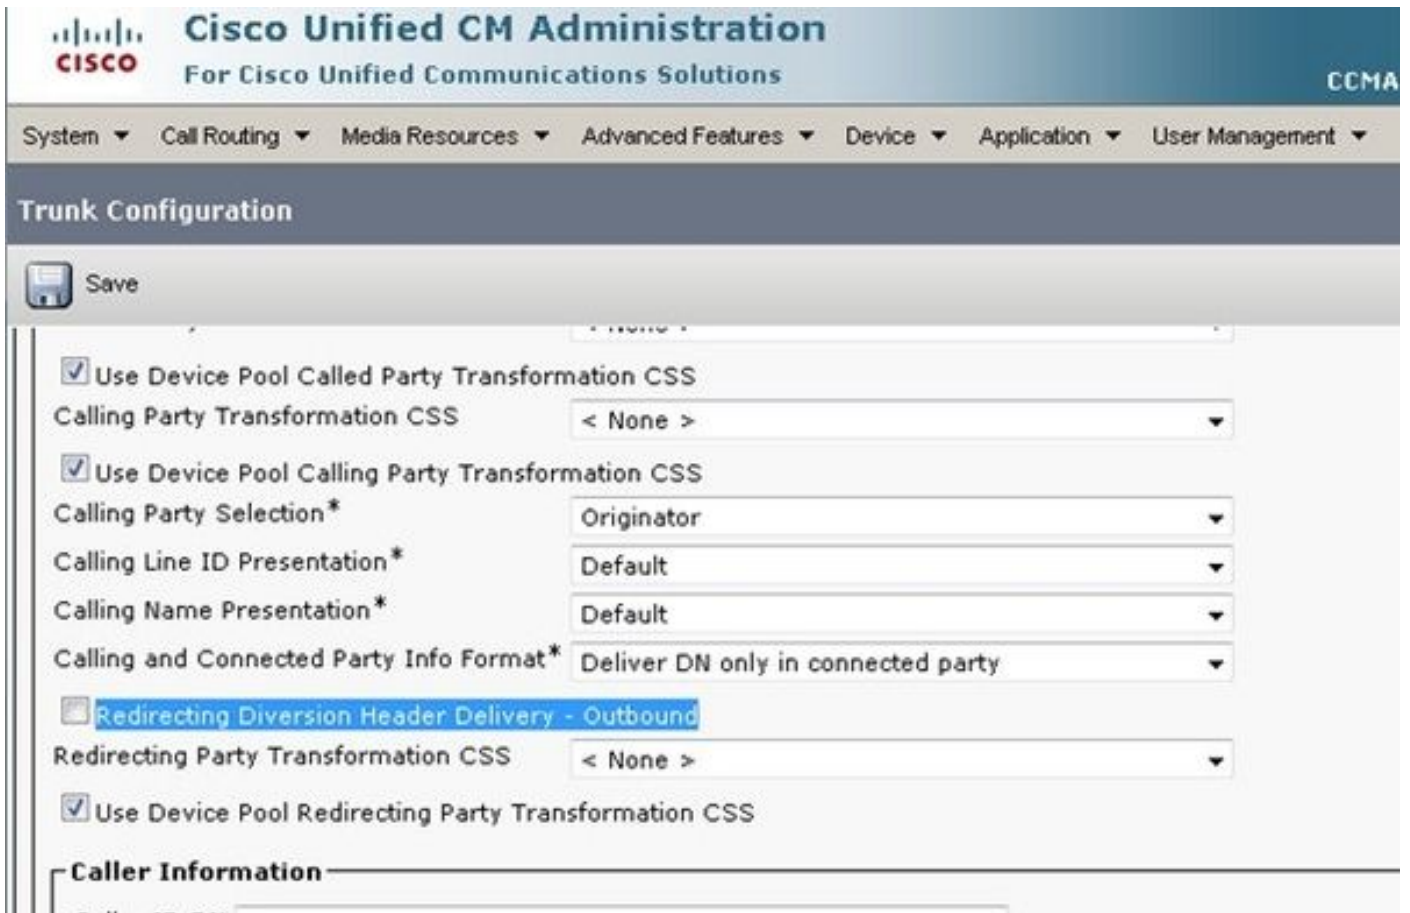 CISCO
Cisco Unified CM Administration
For Cisco Unified Communications Solutions
CCMA
System Call Routing Media Resources Advanced Features Device Application User Management
Trunk Configuration
Save
Use Device Pool Called Party Transformation CSS
Calling Party Transformation CSS < None >
Use Device Pool Calling Party Transformation CSS
Calling Party Selection* Originator
Calling Line ID Presentation* Default
Calling Name Presentation* Default
Calling and Connected Party Info Format* Deliver DN only in connected party
Redirecting Diversion Header Delivery - Outbound
Redirecting Party Transformation CSS < None >
Use Device Pool Redirecting Party Transformation CSS
Caller Information